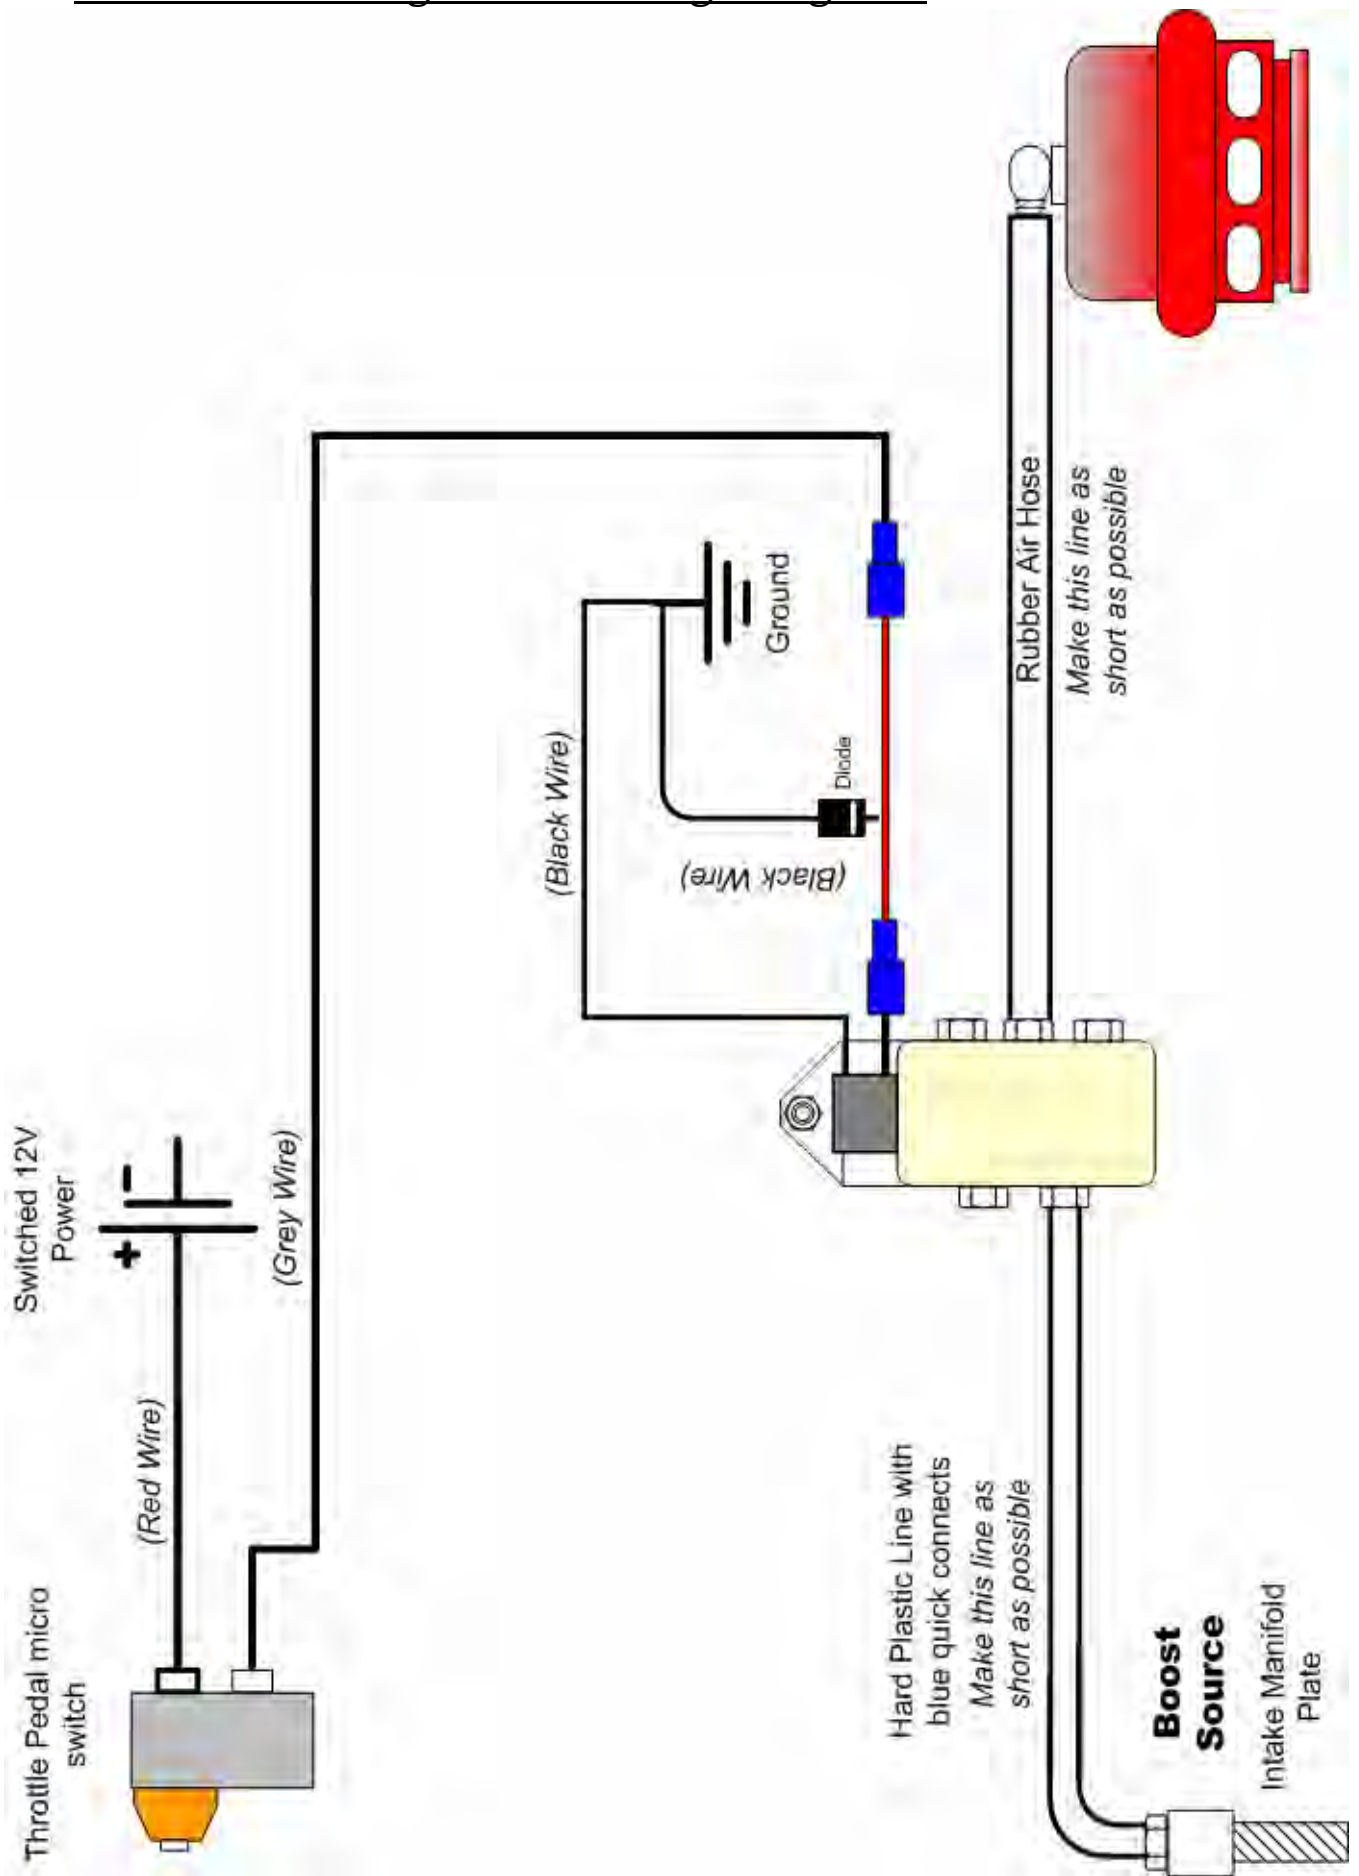 Throttle Pedal micro
switch
(Red Wire)
Switched 12V
Power
+
-
(Grey Wire)
(Black Wire)
(Black Wire)
Diode
Ground
Hard Plastic Line with
blue quick connects
Make this line as
short as possible
Rubber Air Hose
Make this line as
short as possible
Boost
Source
Intake Manifold
Plate